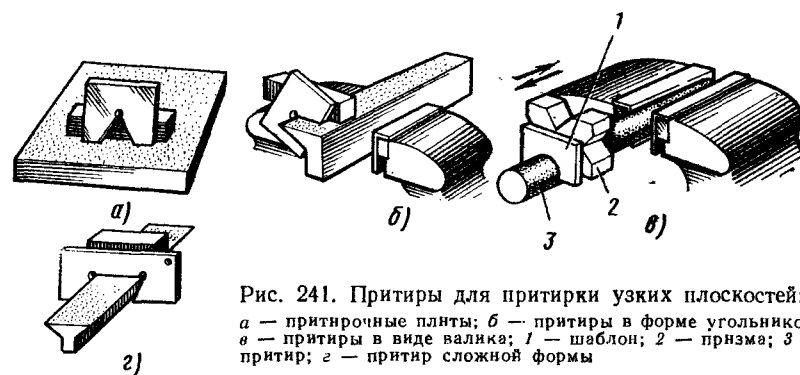 1
а)
б)
2
3
в)
г)
Рис. 241. Притиры для притирки узких плоскостей:
а — притирочные плиты; б — притиры в форме угольнико
в — притиры в виде валика; 1 — шаблон; 2 — призма; 3
притир; г — притир сложной формы